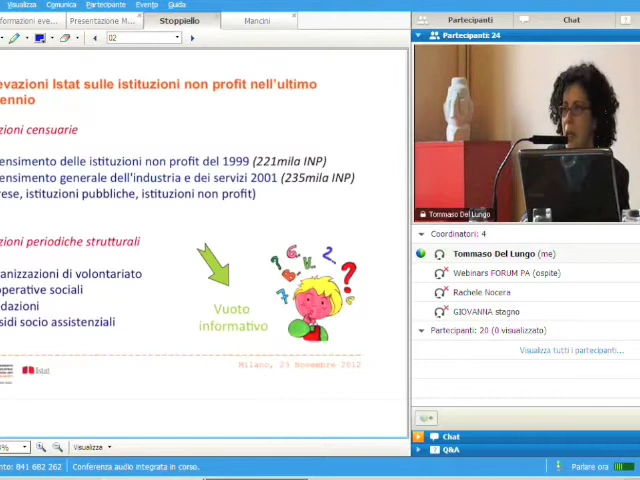 Visualizza Comunica Partecipante Evento Guida
formazioni eve... Presentazione M... Stoppiello Mancini
02
evazioni Istat sulle istituzioni non profit nell'ultimo
ennio
zioni censuarie
ensimento delle istituzioni non profit del 1999 (221mila INP)
ensimento generale dell'industria e dei servizi 2001 (235mila INP)
rese, istituzioni pubbliche, istituzioni non profit)
zioni periodiche strutturali
ganizzazioni di volontariato
operative sociali
dazioni
sidi socio assistenziali
Vuoto
informativo
Milano, 23 Novembre 2012
Istat
Visualizza
nto: 841 682 262 Conferenza audio integrata in corso.
Partecipanti Chat
Partecipanti: 24
Tommaso Del Lungo
Coordinatori: 4
Tommaso Del Lungo (me)
Webinars FORUM PA (ospite)
Rachele Nocera
GIOVANNA stagno
Partecipanti: 20 (0 visualizzato)
Visualizza tutti i partecipanti...
Chat
Q&A
Parlare ora